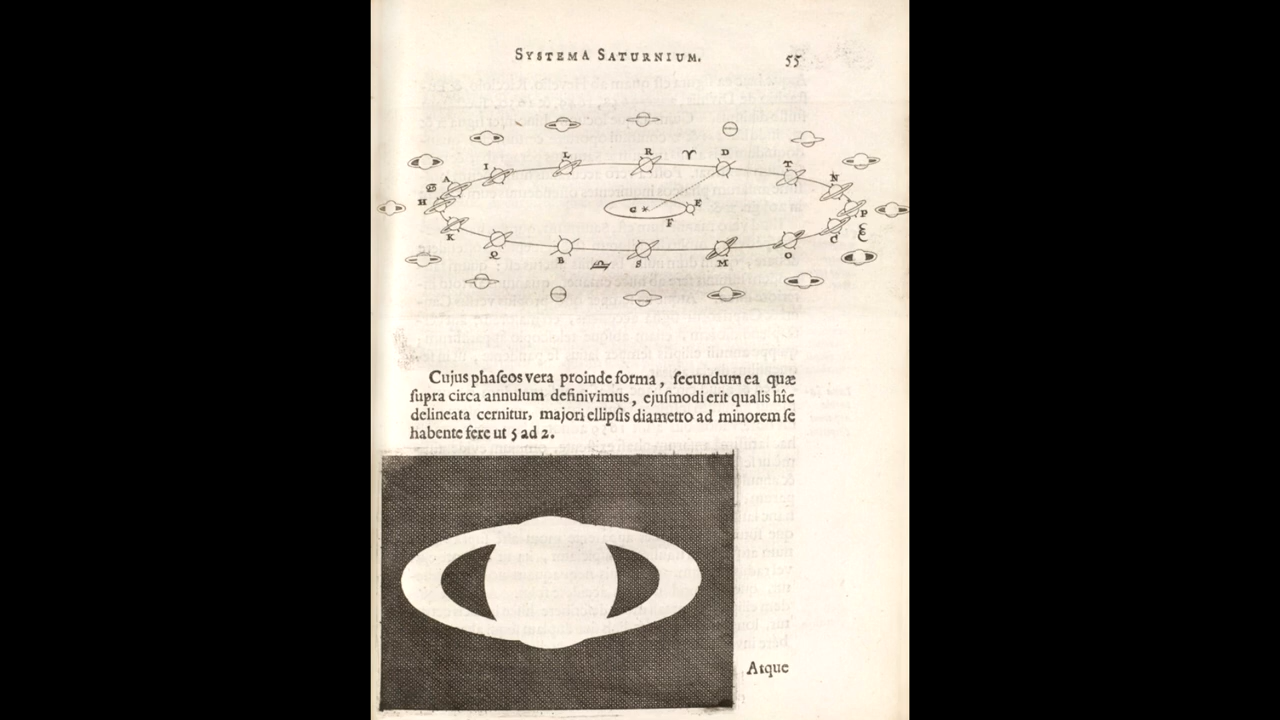 SYSTEMA SATURNIUM. 55
L R ♈ D
I T
A N
♑ H G E P
F
K C ♋
Q B ♎ S M O
Cujus phaſeos vera proinde forma, ſecundum ea quæ
ſupra circa annulum definivimus, ejuſmodi erit qualis hîc
delineata cernitur, majori ellipſis diametro ad minorem ſe
habente fere ut 5 ad 2.
Atque